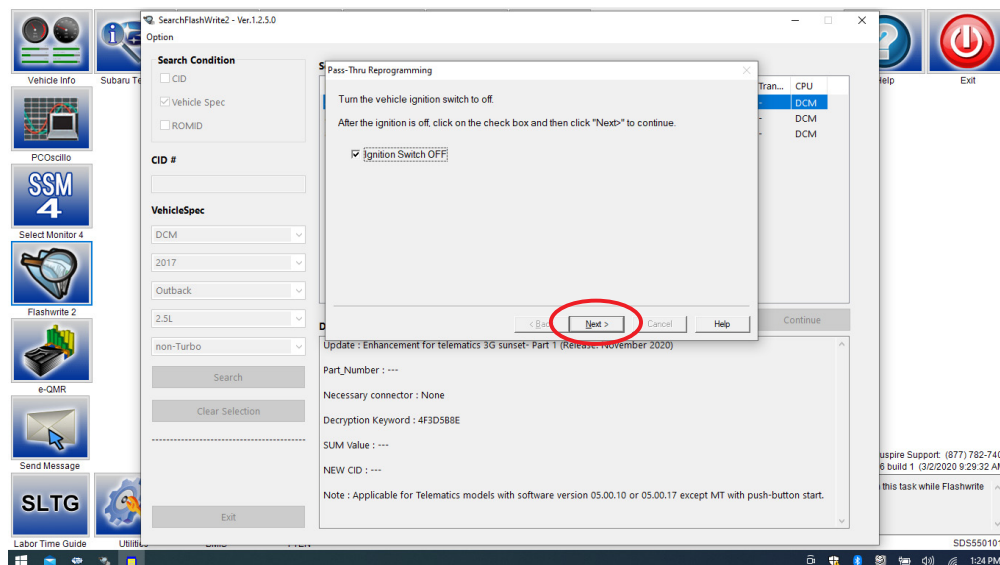 SearchFlashWrite2 - Ver.1.2.5.0
Option
Vehicle Info
Subaru Te
Help
Exit
Search Condition
CID
Vehicle Spec
ROMID
CID #
VehicleSpec
DCM
2017
Outback
2.5L
non-Turbo
Search
Clear Selection
Exit
Pass-Thru Reprogramming
Turn the vehicle ignition switch to off.
After the ignition is off, click on the check box and then click "Next>" to continue.
Ignition Switch OFF
Next >
Cancel
Help
Tran... CPU
- DCM
- DCM
- DCM
Continue
Update : Enhancement for telematics 3G sunset- Part 1 (Release: November 2020)
Part_Number : ---
Necessary connector : None
Decryption Keyword : 4F3D5B8E
SUM Value : ---
NEW CID : ---
Note : Applicable for Telematics models with software version 05.00.10 or 05.00.17 except MT with push-button start.
PCOscillo
SSM
4
Select Monitor 4
Flashwrite 2
e-QMR
Send Message
SLTG
Labor Time Guide
Utilities
uspire Support: (877) 782-740
6 build 1 (3/2/2020 9:29:32 AM
this task while Flashwrite
SDS550101
1:24 PM